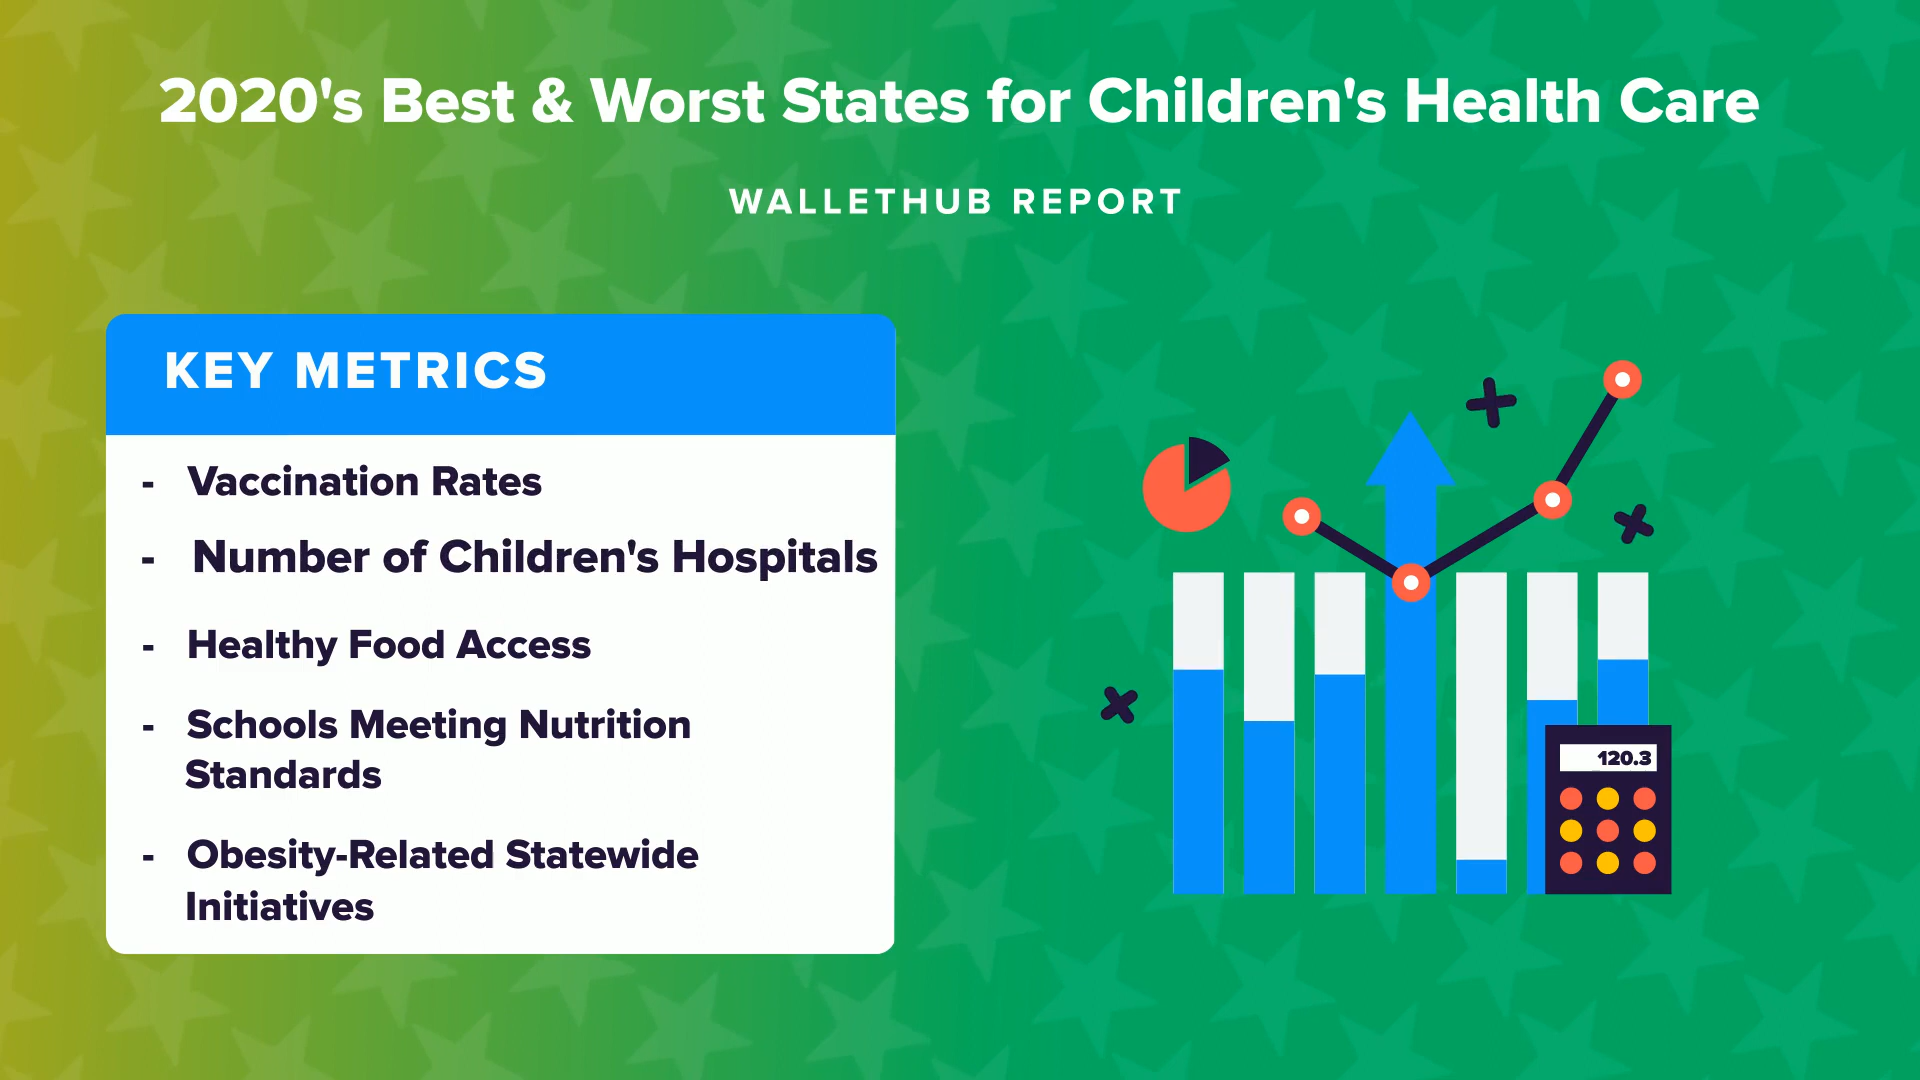 2020's Best & Worst States for Children's Health Care
WALLETHUB REPORT
KEY METRICS
- Vaccination Rates
- Number of Children's Hospitals
- Healthy Food Access
- Schools Meeting Nutrition
Standards
- Obesity-Related Statewide
Initiatives
120.3